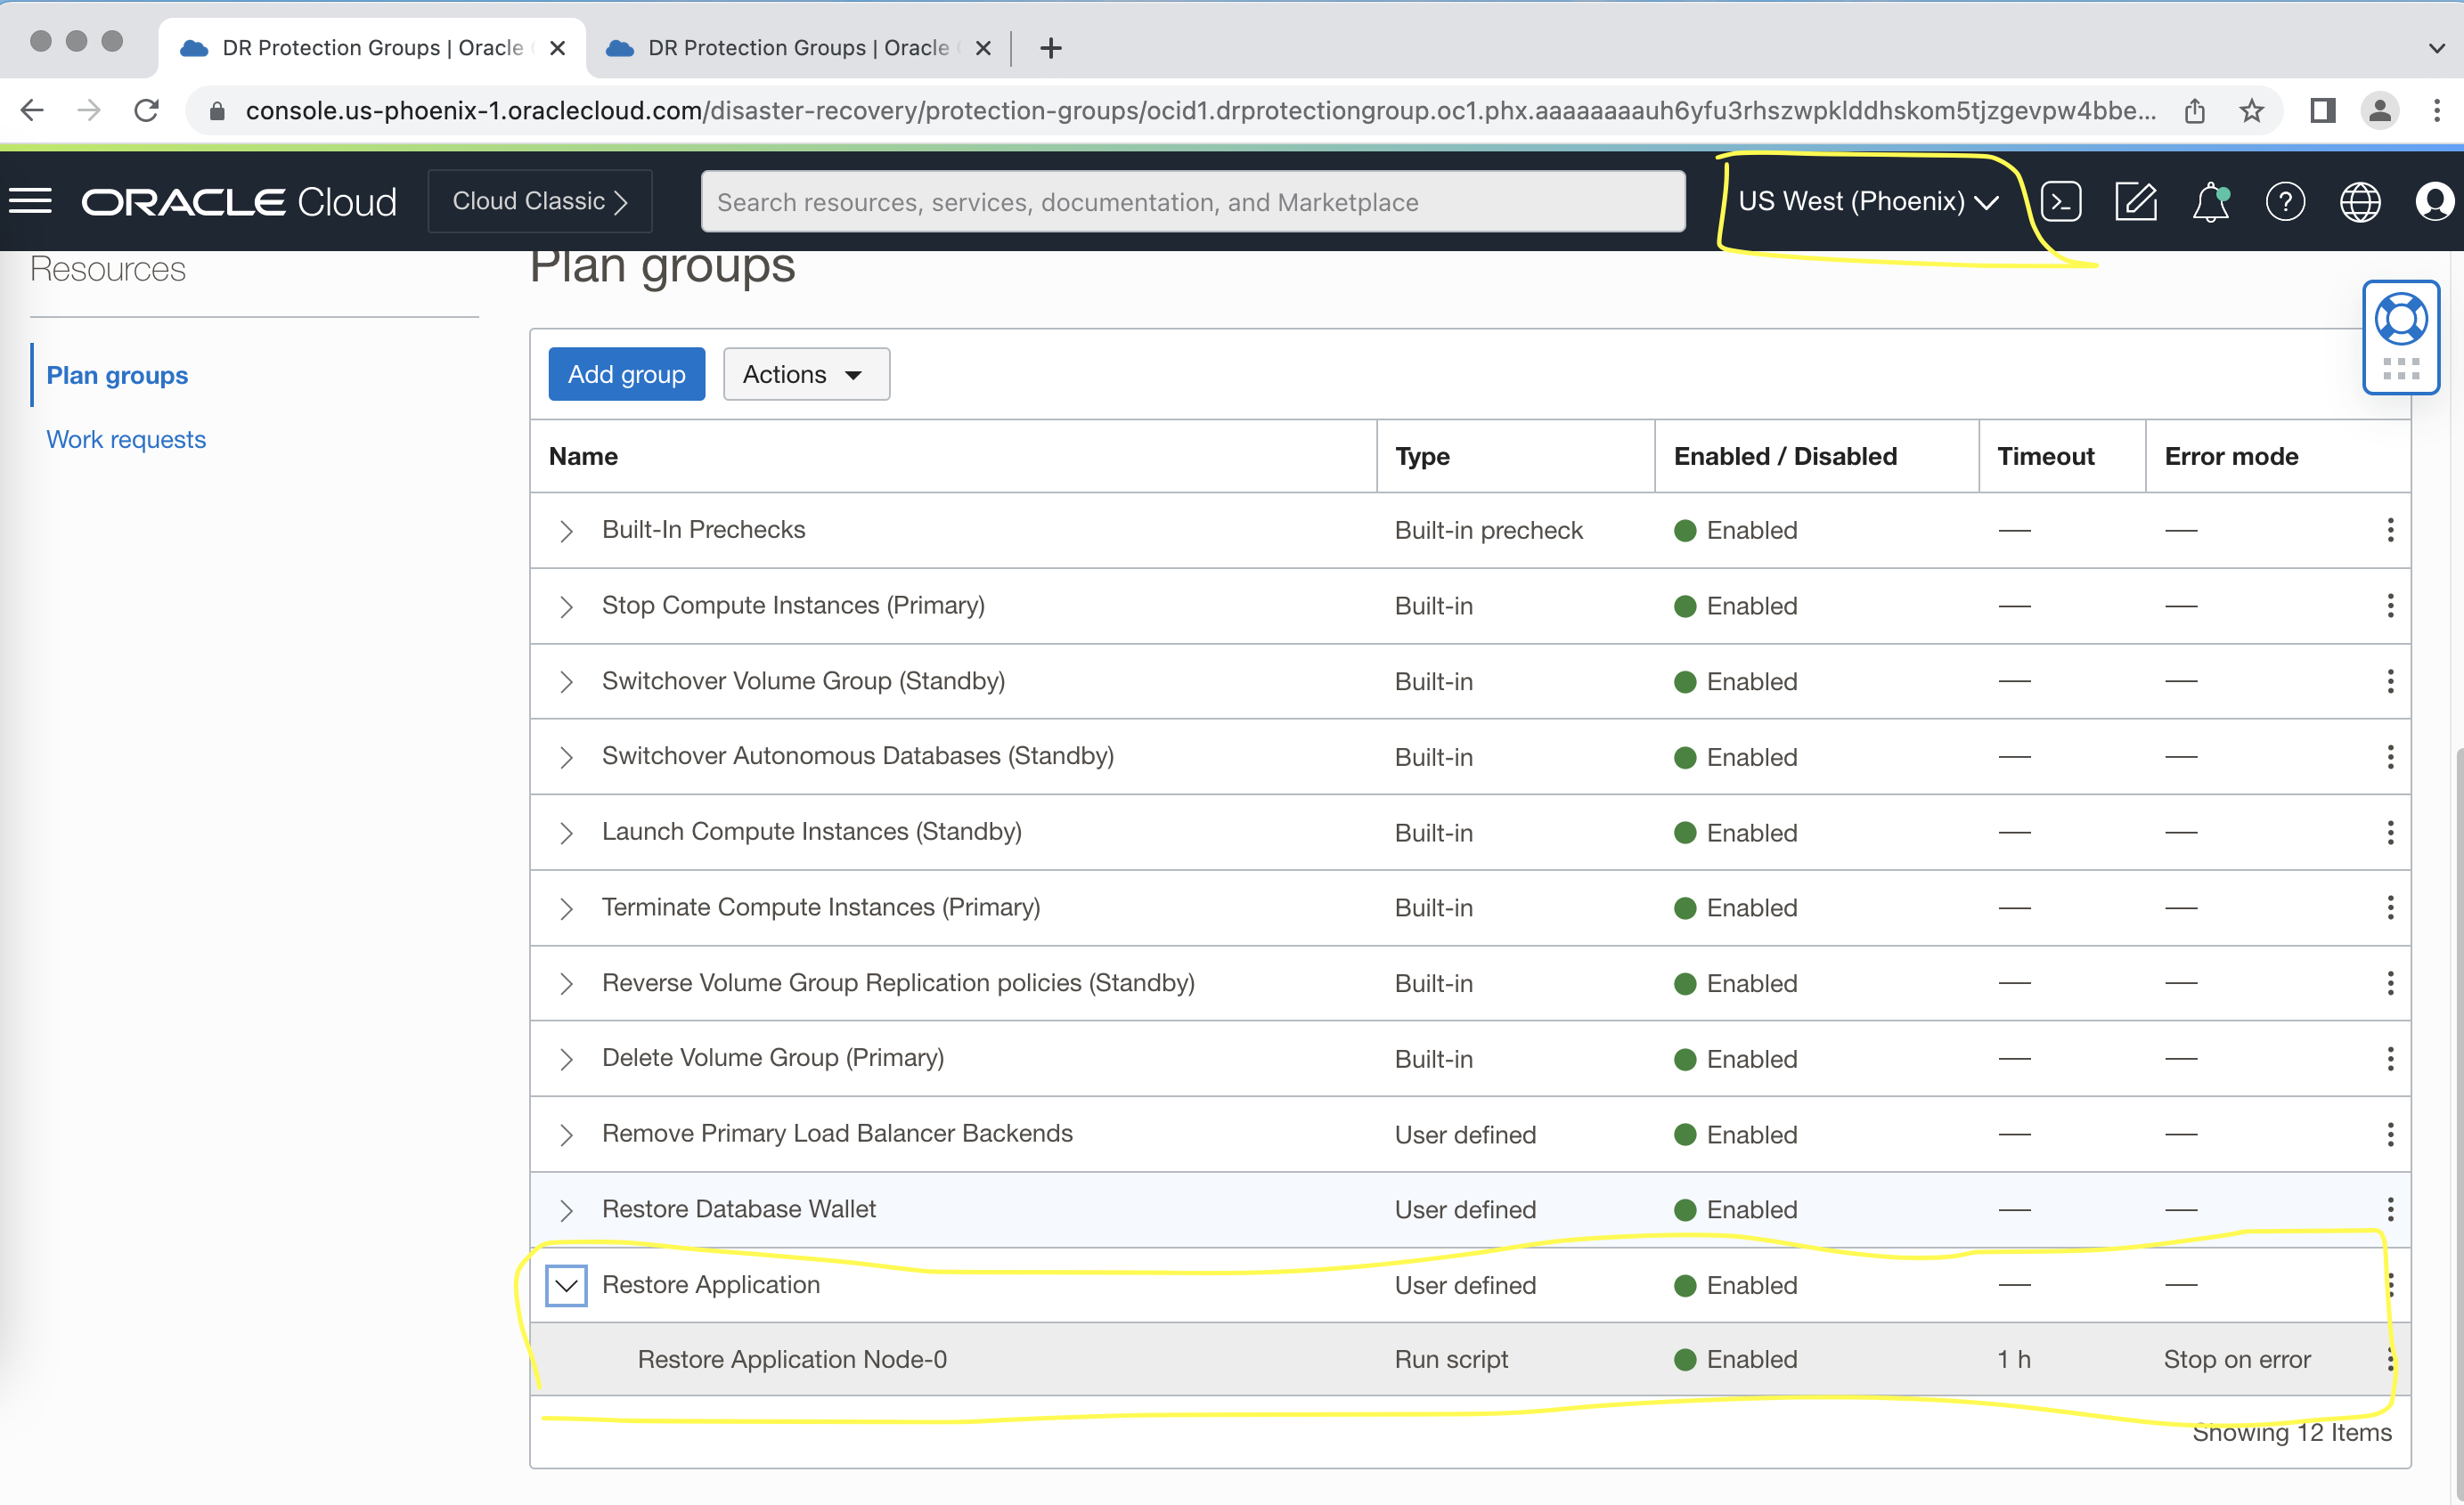 DR Protection Groups | Oracle
DR Protection Groups | Oracle
console.us-phoenix-1.oraclecloud.com/disaster-recovery/protection-groups/ocid1.drprotectiongroup.oc1.phx.aaaaaaaauh6yfu3rhszwpklddhskom5tjzgevpw4bbe...
ORACLE Cloud
Cloud Classic
Search resources, services, documentation, and Marketplace
US West (Phoenix)
Resources
Plan groups
Plan groups
Work requests
Add group
Actions
Name Type Enabled / Disabled Timeout Error mode
Built-In Prechecks Built-in precheck Enabled — —
Stop Compute Instances (Primary) Built-in Enabled — —
Switchover Volume Group (Standby) Built-in Enabled — —
Switchover Autonomous Databases (Standby) Built-in Enabled — —
Launch Compute Instances (Standby) Built-in Enabled — —
Terminate Compute Instances (Primary) Built-in Enabled — —
Reverse Volume Group Replication policies (Standby) Built-in Enabled — —
Delete Volume Group (Primary) Built-in Enabled — —
Remove Primary Load Balancer Backends User defined Enabled — —
Restore Database Wallet User defined Enabled — —
Restore Application User defined Enabled — —
Restore Application Node-0 Run script Enabled 1 h Stop on error
Showing 12 Items